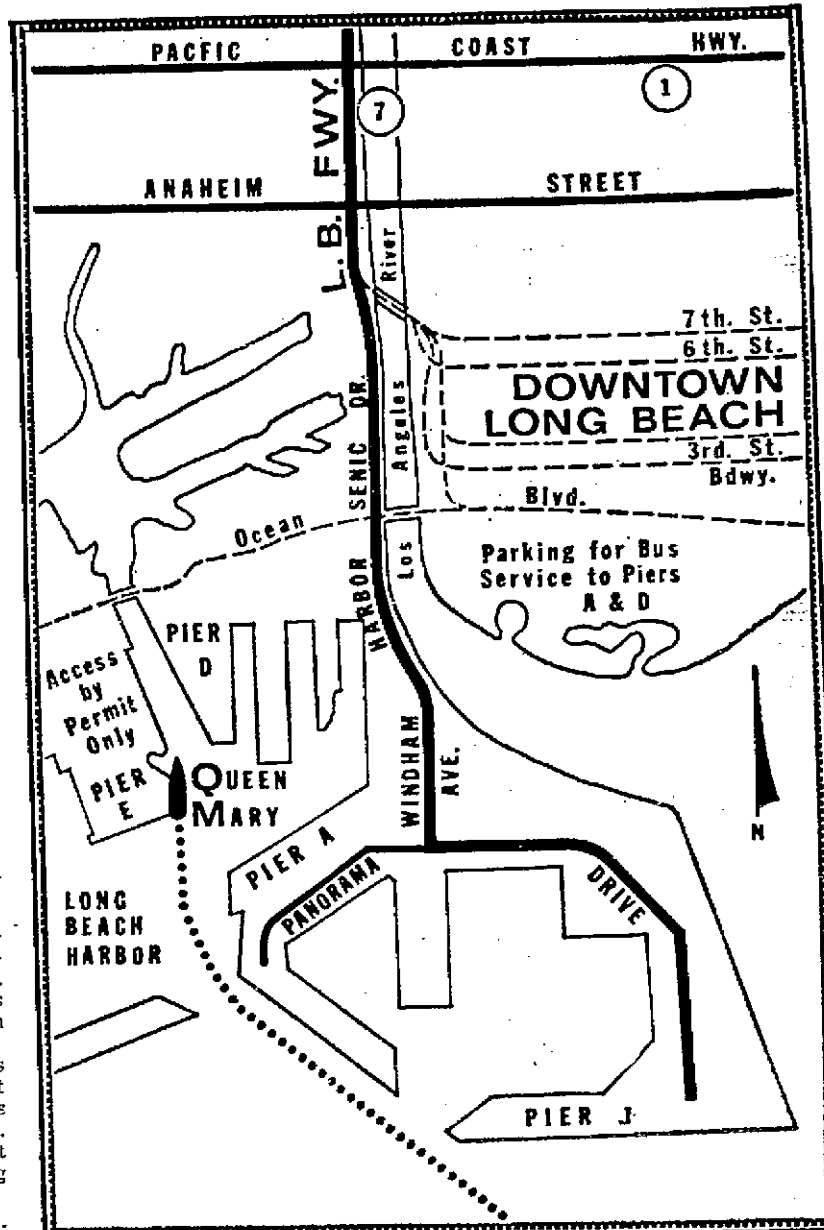 PACFIC COAST HWY.
1
7
L. B. FWY.
ANAHEIM STREET
River
7th. St.
6th. St.
DOWNTOWN
LONG BEACH
3rd. St.
Bdwy.
Angeles
HARBOR SENIC DR.
Ocean Blvd.
Los
Parking for Bus
Service to Piers
A & D
PIER
D
Access
by
Permit
Only
PIER
E
QUEEN
MARY
WINDHAM
AVE.
N
PIER A
PANORAMA DRIVE
LONG
BEACH
HARBOR
PIER J